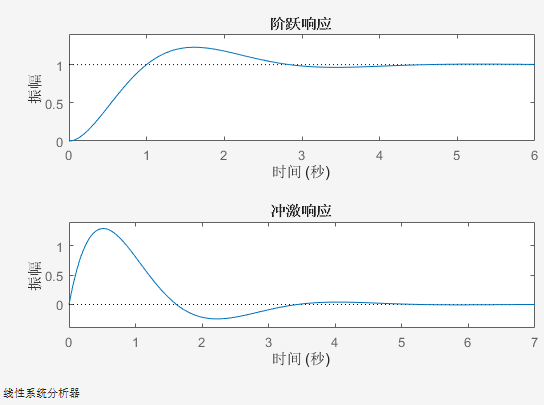 阶跃响应
振幅
1
0.5
0
0 1 2 3 4 5 6
时间 (秒)
冲激响应
振幅
1
0.5
0
0 1 2 3 4 5 6 7
时间 (秒)
线性系统分析器